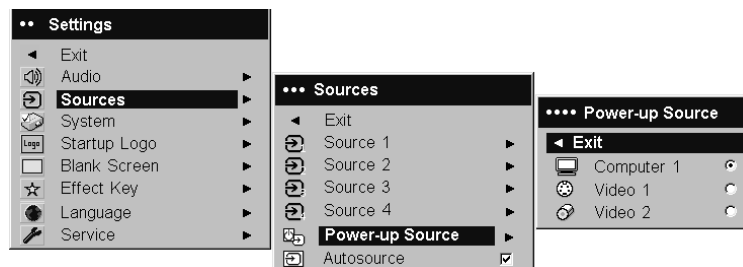 •• Settings
Exit
Audio
Sources
System
Logo Startup Logo
Blank Screen
Effect Key
Language
Service
••• Sources
Exit
Source 1
Source 2
Source 3
Source 4
Power-up Source
Autosource
•••• Power-up Source
Exit
Computer 1
Video 1
Video 2